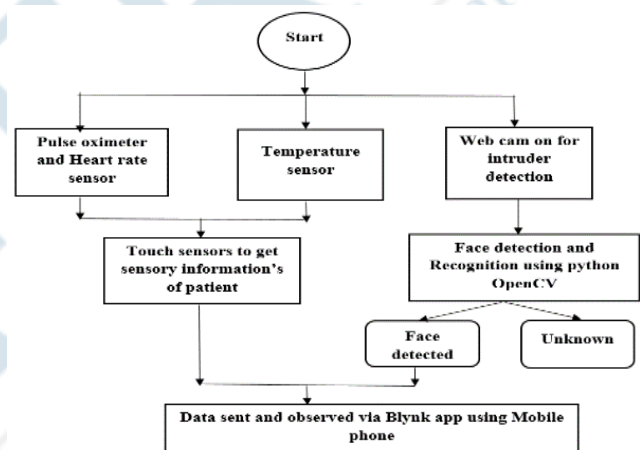 Start
Pulse oximeter
and Heart rate
sensor
Temperature
sensor
Web cam on for
intruder
detection
Touch sensors to get
sensory information's
of patient
Face detection and
Recognition using python
OpenCV
Face
detected
Unknown
Data sent and observed via Blynk app using Mobile
phone